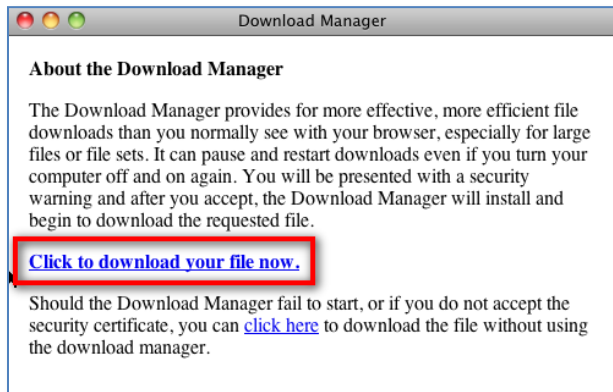 Download Manager
About the Download Manager
The Download Manager provides for more effective, more efficient file
downloads than you normally see with your browser, especially for large
files or file sets. It can pause and restart downloads even if you turn your
computer off and on again. You will be presented with a security
warning and after you accept, the Download Manager will install and
begin to download the requested file.
Click to download your file now.
Should the Download Manager fail to start, or if you do not accept the
security certificate, you can click here to download the file without using
the download manager.